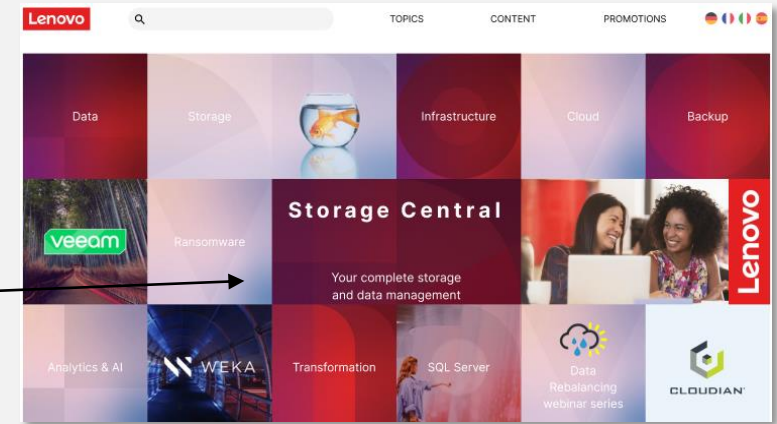 Lenovo
TOPICS CONTENT PROMOTIONS
Data Storage Infrastructure Cloud Backup
veeam
Ransomware
Storage Central
Your complete storage
and data management
Lenovo
Analytics & AI
WEKA
Transformation
SQL Server
Data
Rebalancing
webinar series
CLOUDIAN